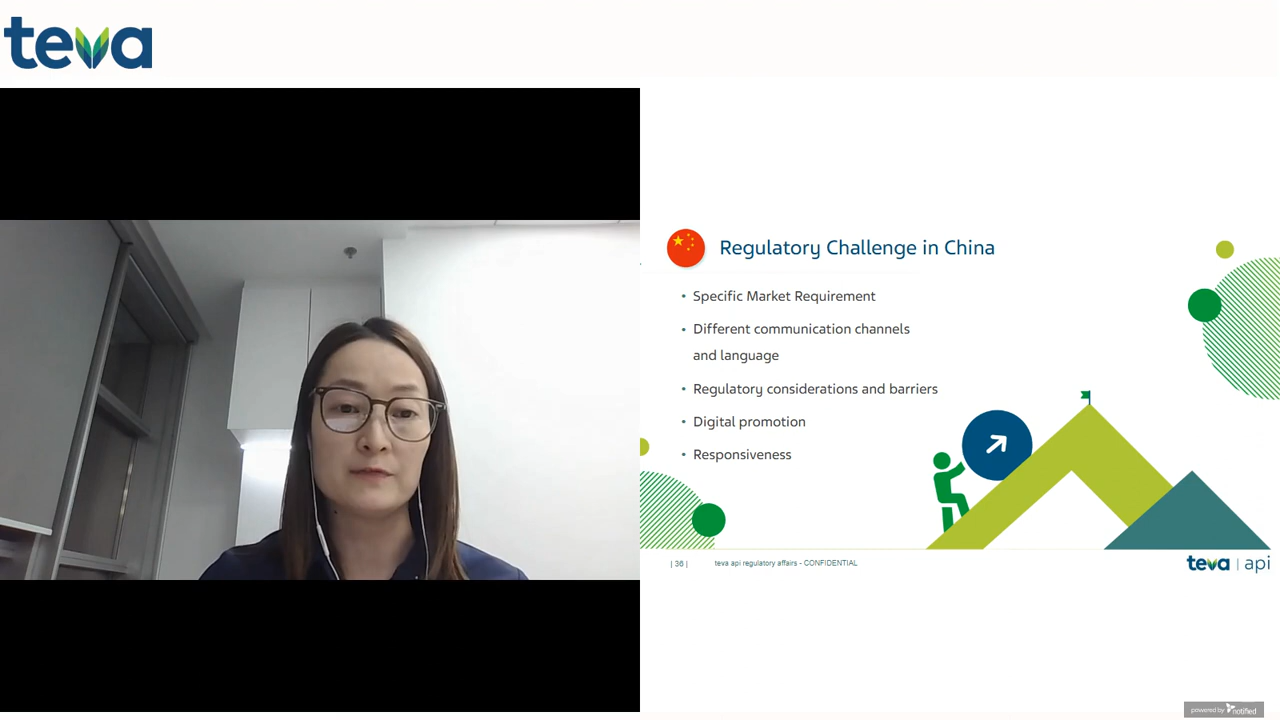 teva
Regulatory Challenge in China
• Specific Market Requirement
• Different communication channels
and language
• Regulatory considerations and barriers
• Digital promotion
• Responsiveness
| 36 |
teva api regulatory affairs - CONFIDENTIAL
teva | api
powered by notified